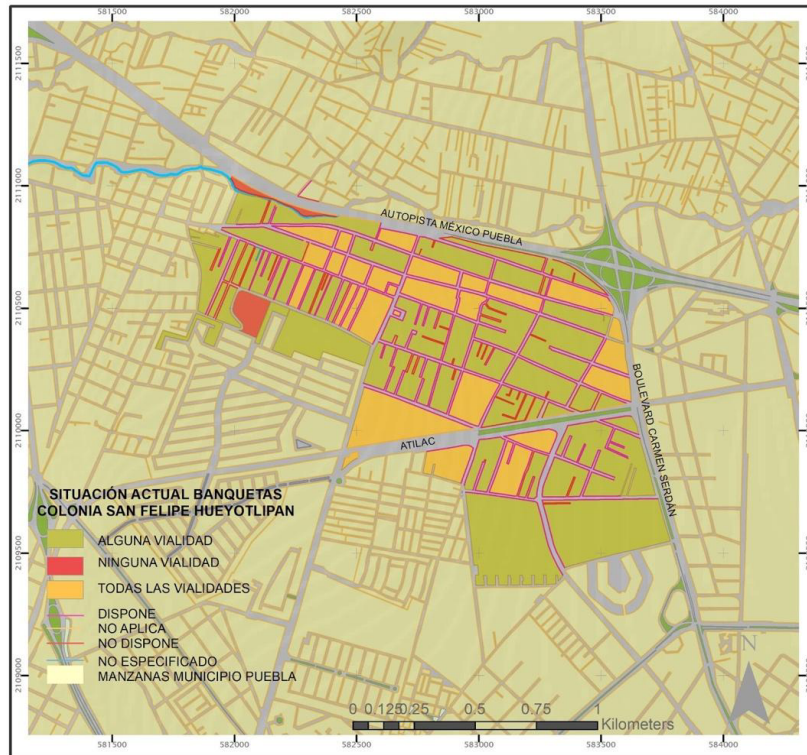 581500 582000 582500 583000 583500 584000
2111500
2111000
2110500
2110000
2109500
2109000
AUTOPISTA MÉXICO PUEBLA
BOULEVARD CARMEN SERDÁN
ATILAC
SITUACIÓN ACTUAL BANQUETAS
COLONIA SAN FELIPE HUEYOTLIPAN
ALGUNA VIALIDAD
NINGUNA VIALIDAD
TODAS LAS VIALIDADES
DISPONE
NO APLICA
NO DISPONE
NO ESPECIFICADO
MANZANAS MUNICIPIO PUEBLA
N
0 0.125 0.25 0.5 0.75 1
Kilometers
581500 582000 582500 583000 583500 584000